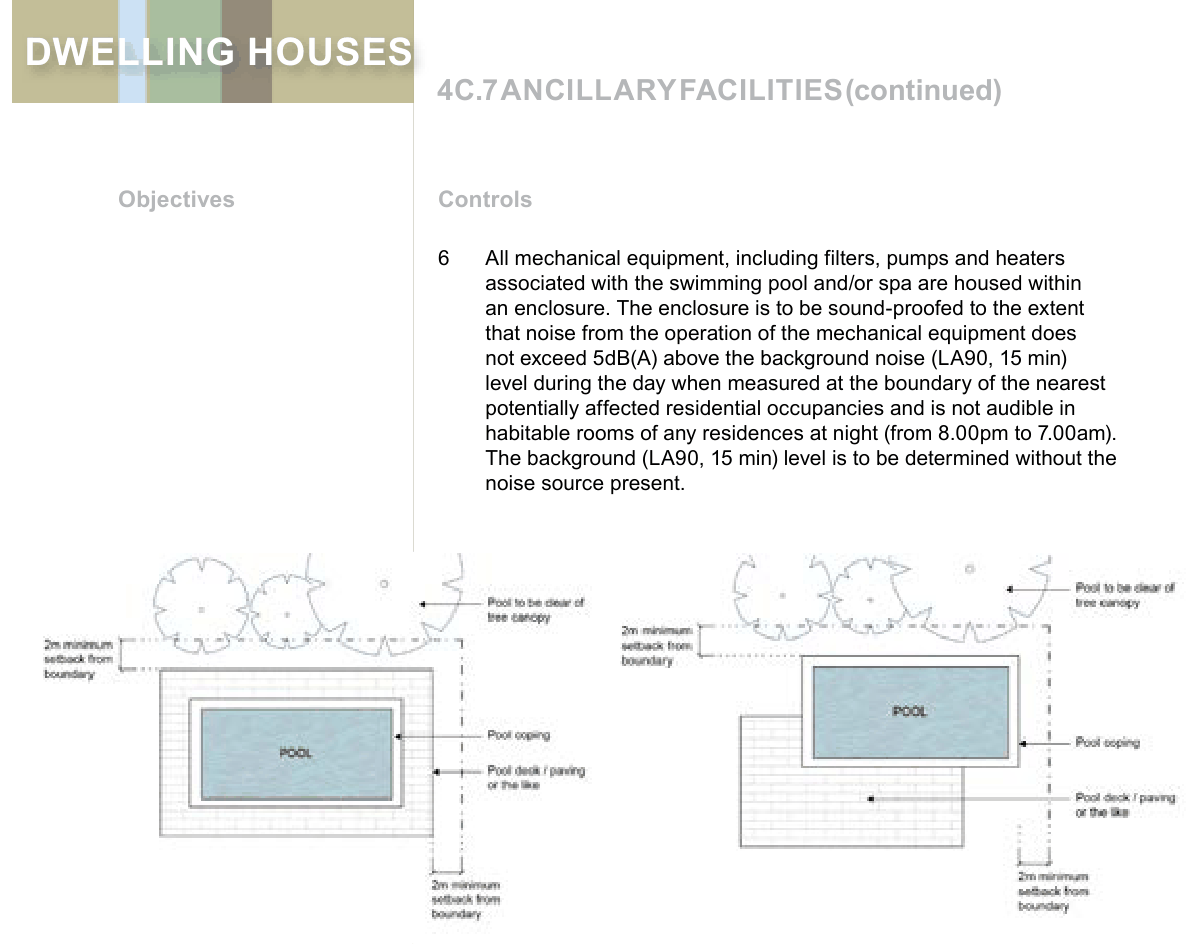 DWELLING HOUSES
4C.7 ANCILLARY FACILITIES (continued)
Objectives
Controls
6 All mechanical equipment, including filters, pumps and heaters
associated with the swimming pool and/or spa are housed within
an enclosure. The enclosure is to be sound-proofed to the extent
that noise from the operation of the mechanical equipment does
not exceed 5dB(A) above the background noise (LA90, 15 min)
level during the day when measured at the boundary of the nearest
potentially affected residential occupancies and is not audible in
habitable rooms of any residences at night (from 8.00pm to 7.00am).
The background (LA90, 15 min) level is to be determined without the
noise source present.
Pool to be clear of
tree canopy
2m minimum
setback from
boundary
POOL
Pool coping
Pool deck / paving
or the like
2m minimum
setback from
boundary
Pool to be clear of
tree canopy
2m minimum
setback from
boundary
POOL
Pool coping
Pool deck / paving
or the like
2m minimum
setback from
boundary